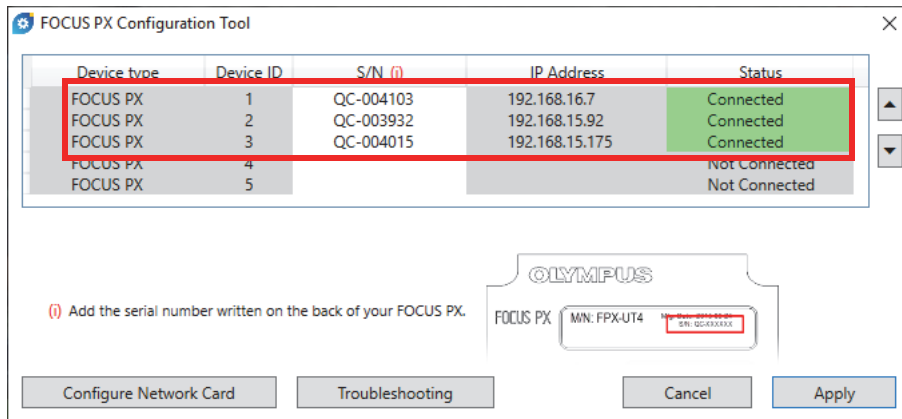 FOCUS PX Configuration Tool
Device type Device ID S/N (i) IP Address Status
FOCUS PX 1 QC-004103 192.168.16.7 Connected
FOCUS PX 2 QC-003932 192.168.15.92 Connected
FOCUS PX 3 QC-004015 192.168.15.175 Connected
FOCUS PX 4 Not Connected
FOCUS PX 5 Not Connected
OLYMPUS
(i) Add the serial number written on the back of your FOCUS PX.
FOCUS PX M/N: FPX-UT4
S/N: QC-XXXXXX
Configure Network Card Troubleshooting Cancel Apply